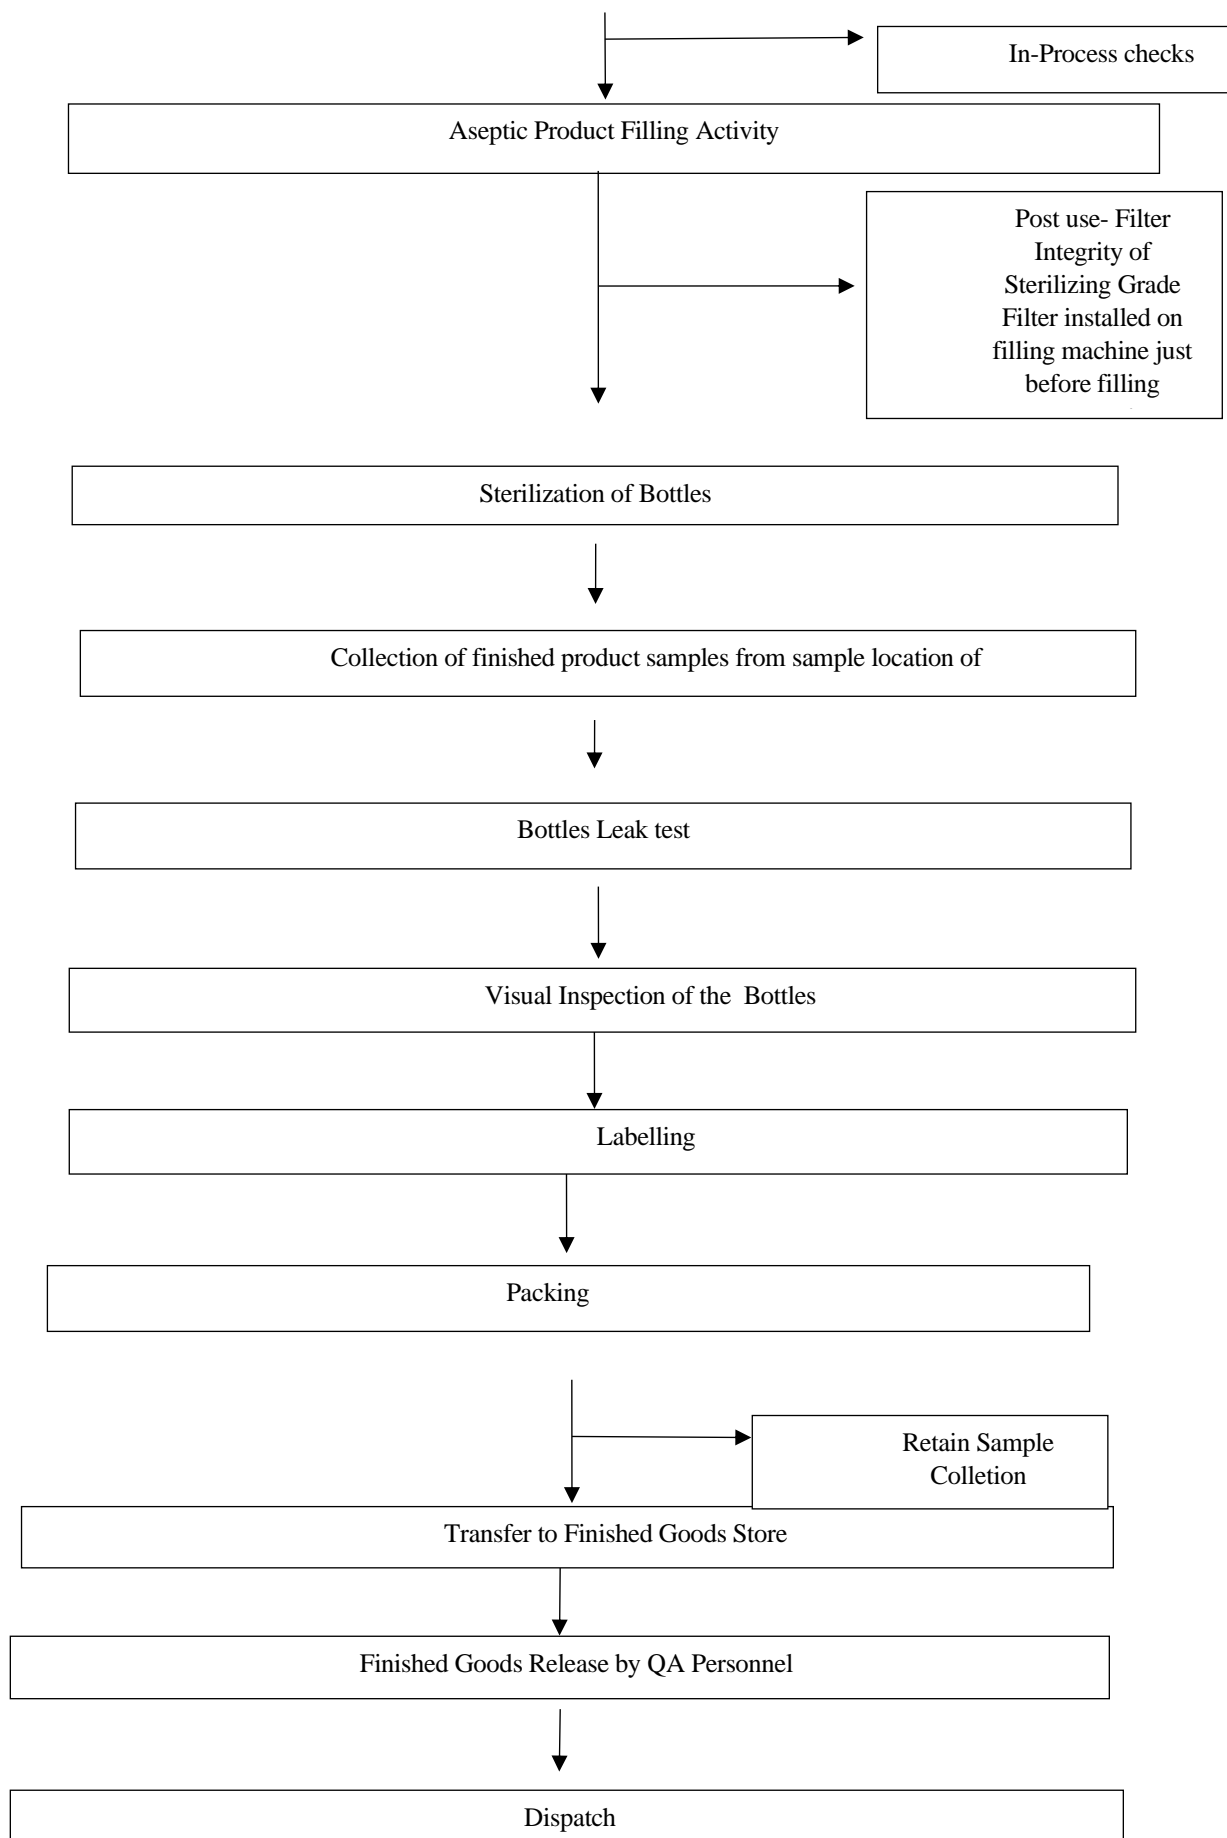 In-Process checks
Aseptic Product Filling Activity
Post use- Filter
Integrity of
Sterilizing Grade
Filter installed on
filling machine just
before filling
Sterilization of Bottles
Collection of finished product samples from sample location of
Bottles Leak test
Visual Inspection of the Bottles
Labelling
Packing
Retain Sample
Colletion
Transfer to Finished Goods Store
Finished Goods Release by QA Personnel
Dispatch